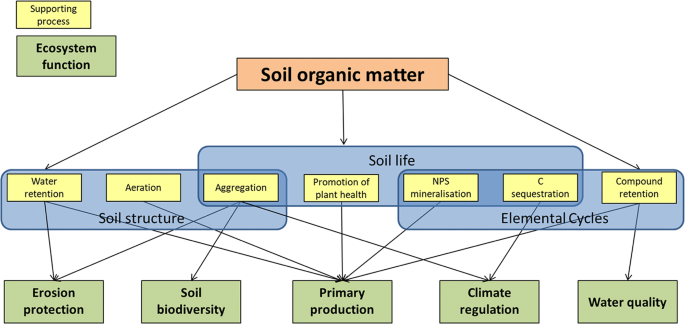 Supporting
process
Ecosystem
function
Soil organic matter
Soil life
Water
retention
Aeration
Aggregation
Promotion of
plant health
NPS
mineralisation
C
sequestration
Compound
retention
Soil structure
Elemental Cycles
Erosion
protection
Soil
biodiversity
Primary
production
Climate
regulation
Water quality